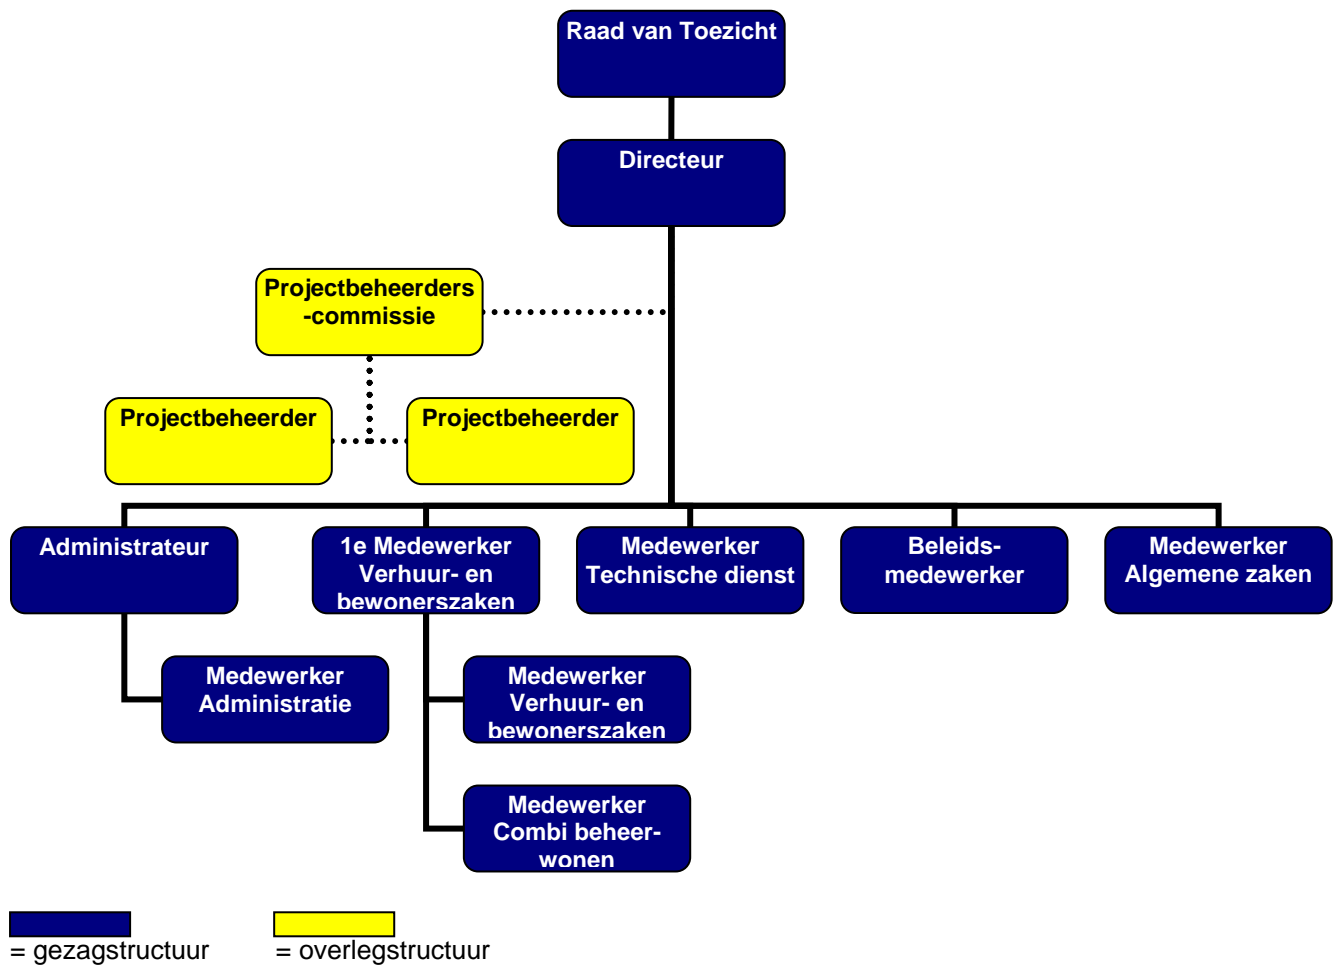 Raad van Toezicht
Directeur
Projectbeheerders
-commissie
Projectbeheerder
Projectbeheerder
Administrateur
1e Medewerker
Verhuur- en
bewonerszaken
Medewerker
Technische dienst
Beleids-
medewerker
Medewerker
Algemene zaken
Medewerker
Administratie
Medewerker
Verhuur- en
bewonerszaken
Medewerker
Combi beheer-
wonen
= gezagstructuur
= overlegstructuur